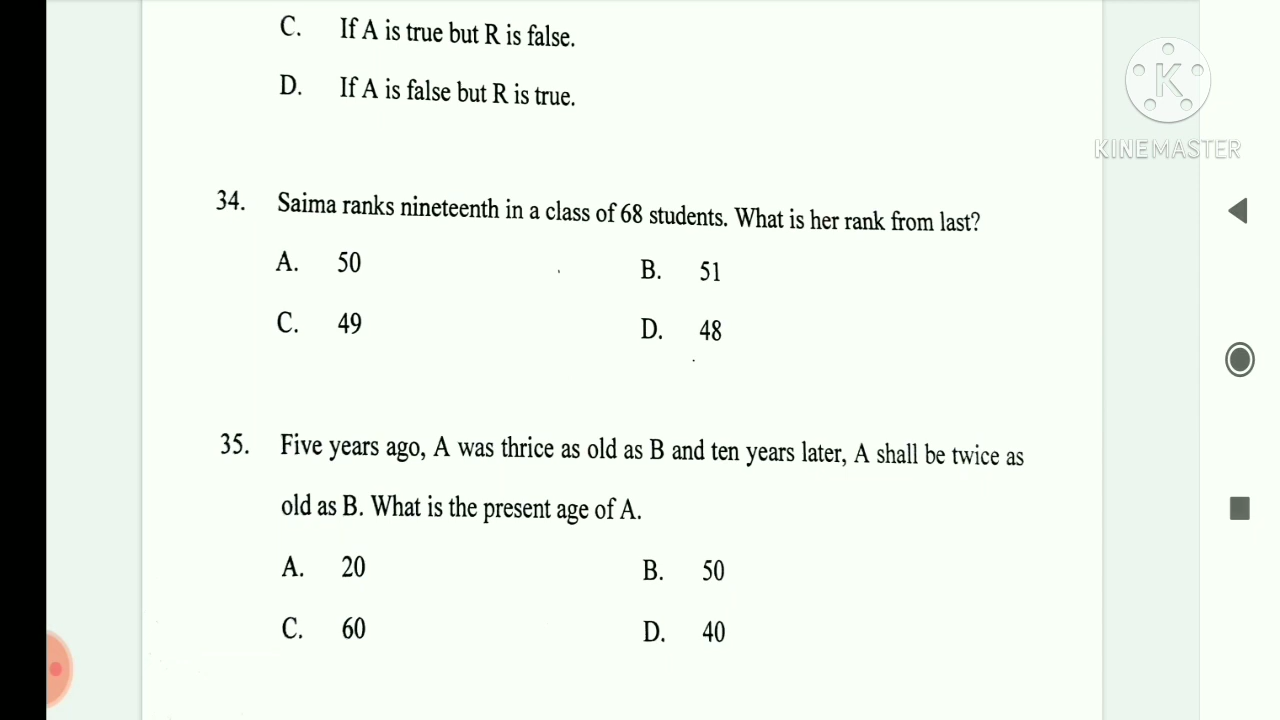 C. If A is true but R is false.
D. If A is false but R is true.
K
KINEMASTER
34. Saima ranks nineteenth in a class of 68 students. What is her rank from last?
A. 50 B. 51
C. 49 D. 48
35. Five years ago, A was thrice as old as B and ten years later, A shall be twice as
old as B. What is the present age of A.
A. 20 B. 50
C. 60 D. 40